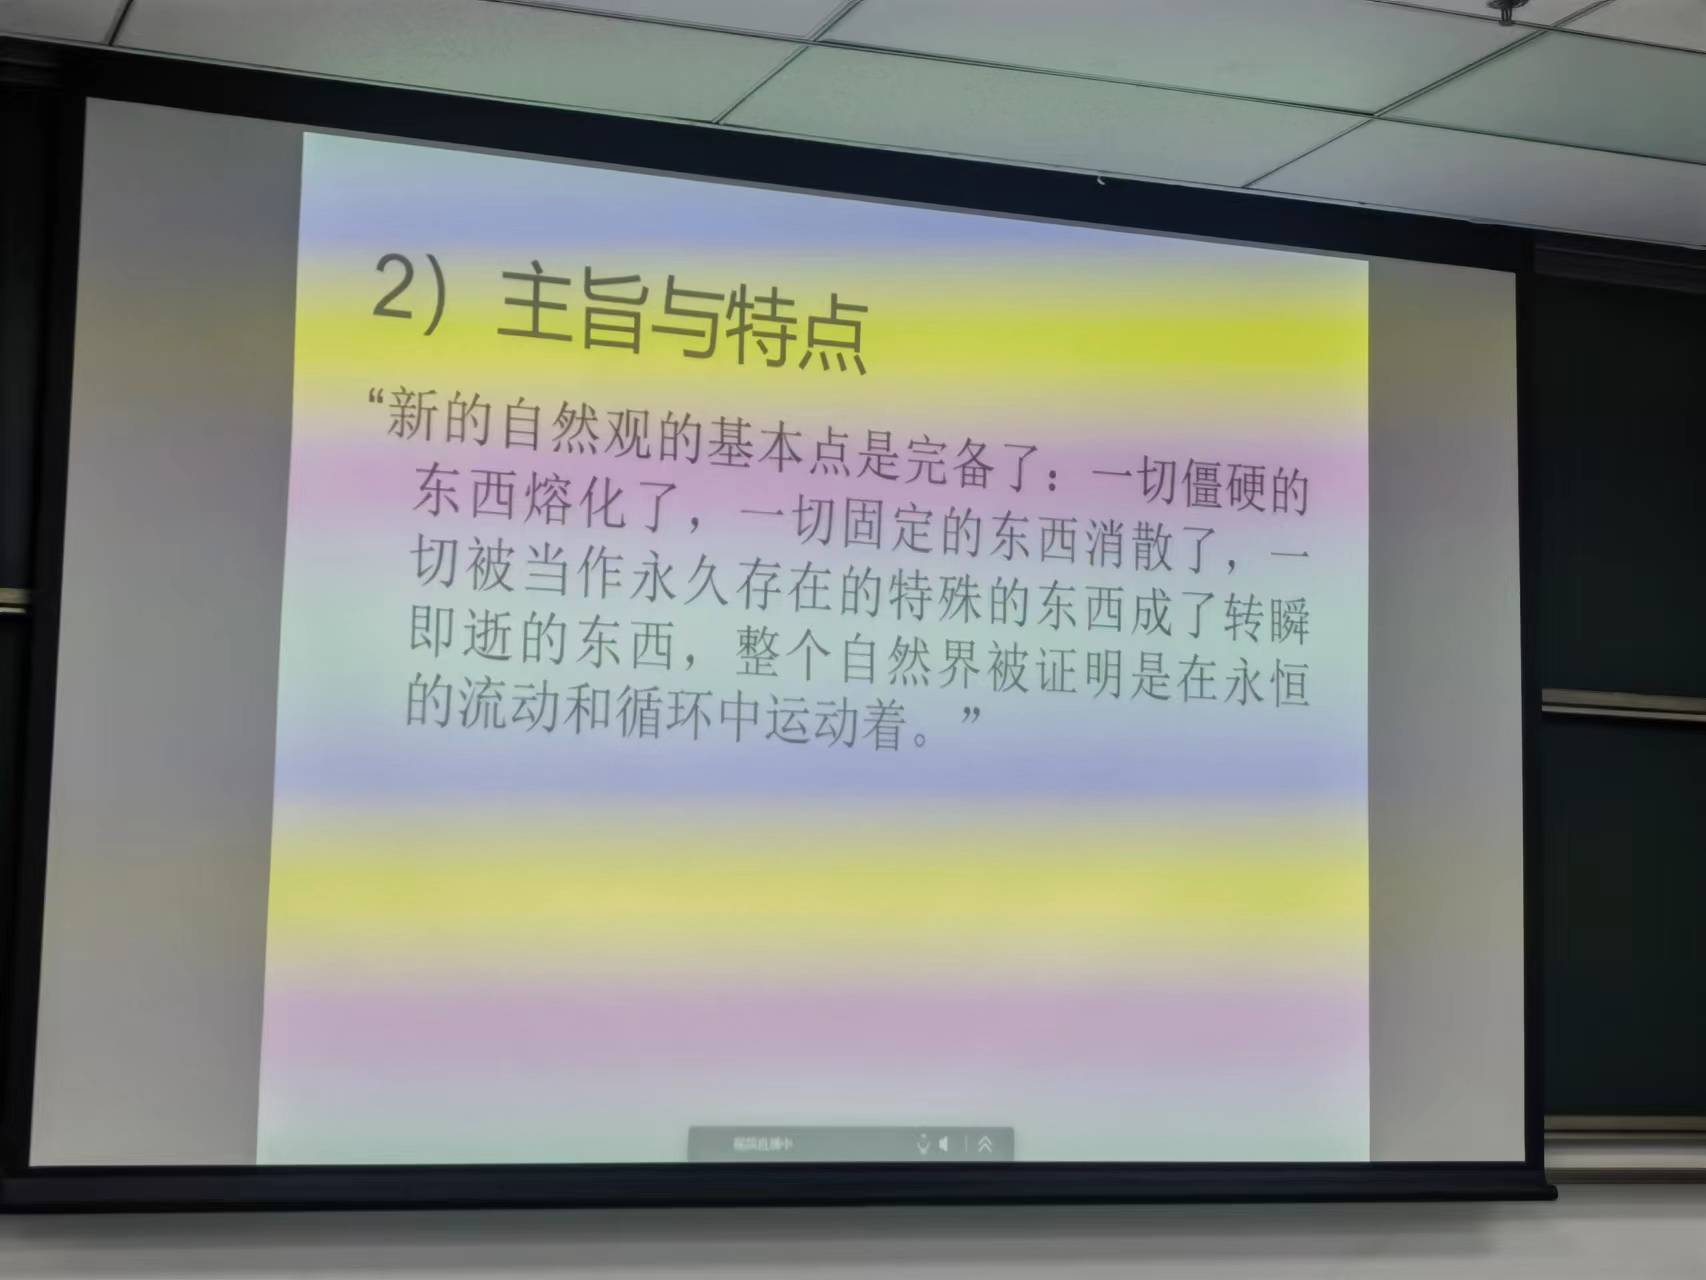 2）主旨与特点
“新的自然观的基本点是完备了：一切僵硬的
东西熔化了，一切固定的东西消散了，一
切被当作永久存在的特殊的东西成了转瞬
即逝的东西，整个自然界被证明是在永恒
的流动和循环中运动着。”